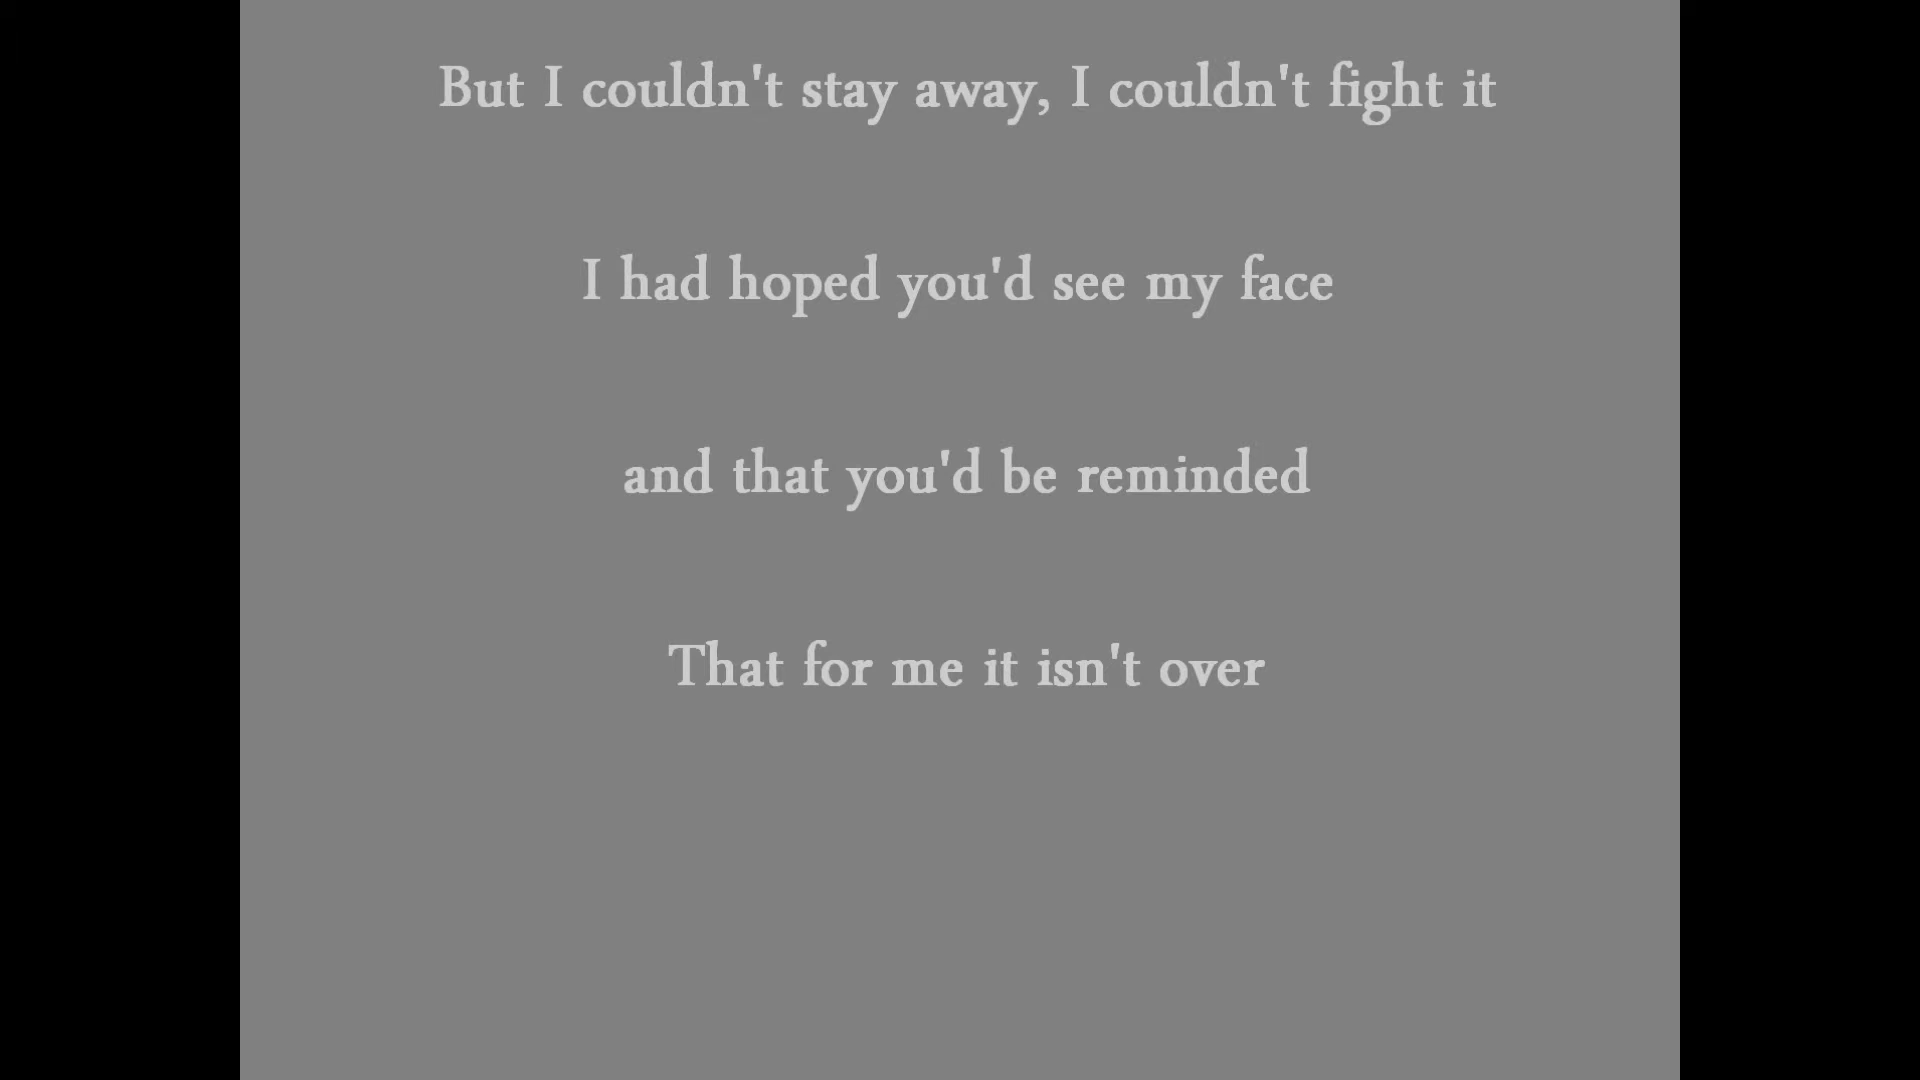 But I couldn't stay away, I couldn't fight it
I had hoped you'd see my face
and that you'd be reminded
That for me it isn't over